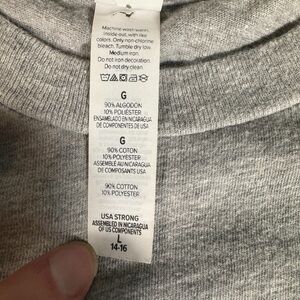 Machine wash warm,
inside out, with like
colors. Only non-chlorine
bleach. Tumble dry low.
Medium iron.
Do not iron decoration.
Do not dry clean.
G
90% ALGODON
10% POLIÉSTER
ENSAMBLADO EN NICARAGUA
DE COMPONENTES DE USA
G
90% COTON
10% POLYESTER
ASSEMBLÉ AU NICARAGUA
DE COMPOSANTS USA
90% COTTON
10% POLYESTER
USA STRONG
ASSEMBLED IN NICARAGUA
OF US COMPONENTS
L
14-16